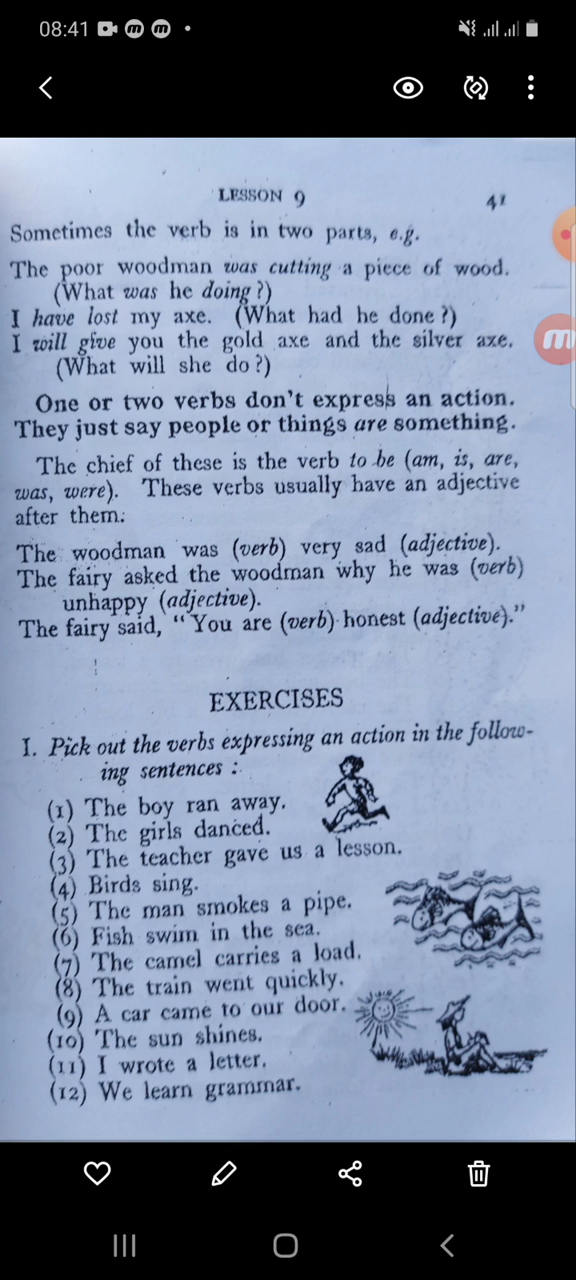 08:41
LESSON 9 41
Sometimes the verb is in two parts, e.g.
The poor woodman was cutting a piece of wood.
(What was he doing?)
I have lost my axe. (What had he done?)
I will give you the gold axe and the silver axe.
(What will she do?)
One or two verbs don't express an action.
They just say people or things are something.
The chief of these is the verb to be (am, is, are,
was, were). These verbs usually have an adjective
after them:
The woodman was (verb) very sad (adjective).
The fairy asked the woodman why he was (verb)
unhappy (adjective).
The fairy said, "You are (verb) honest (adjective)."
EXERCISES
I. Pick out the verbs expressing an action in the follow-
ing sentences :
(1) The boy ran away.
(2) The girls danced.
(3) The teacher gave us a lesson.
(4) Birds sing.
(5) The man smokes a pipe.
(6) Fish swim in the sea.
(7) The camel carries a load.
(8) The train went quickly.
(9) A car came to our door.
(10) The sun shines.
(11) I wrote a letter.
(12) We learn grammar.